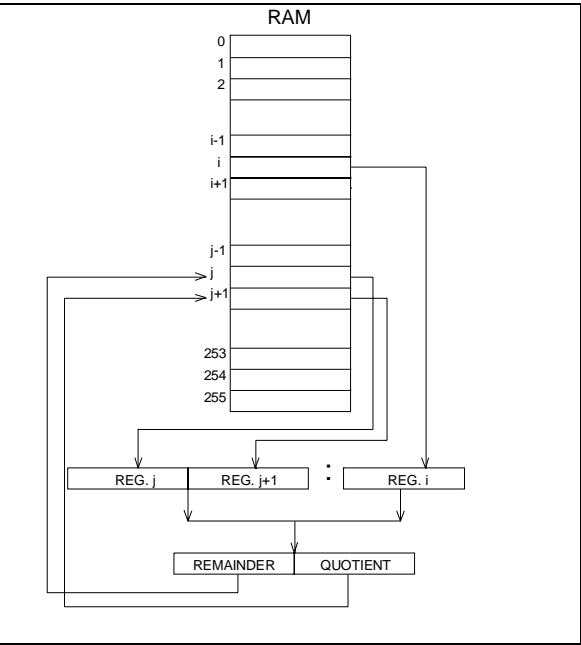 RAM
0
1
2
i-1
i
i+1
j-1
j
j+1
253
254
255
REG. j REG. j+1 : REG. i
REMAINDER QUOTIENT